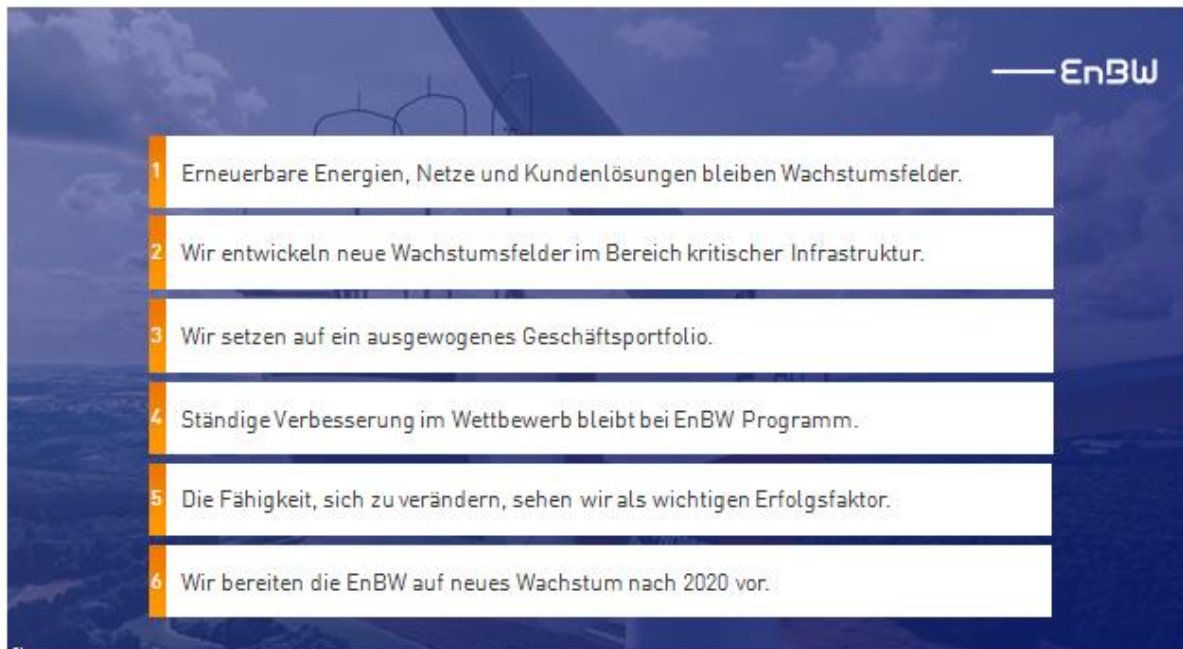 EnBW
1 Erneuerbare Energien, Netze und Kundenlösungen bleiben Wachstumsfelder.
2 Wir entwickeln neue Wachstumsfelder im Bereich kritischer Infrastruktur.
3 Wir setzen auf ein ausgewogenes Geschäftsportfolio.
4 Ständige Verbesserung im Wettbewerb bleibt bei EnBW Programm.
5 Die Fähigkeit, sich zu verändern, sehen wir als wichtigen Erfolgsfaktor.
6 Wir bereiten die EnBW auf neues Wachstum nach 2020 vor.